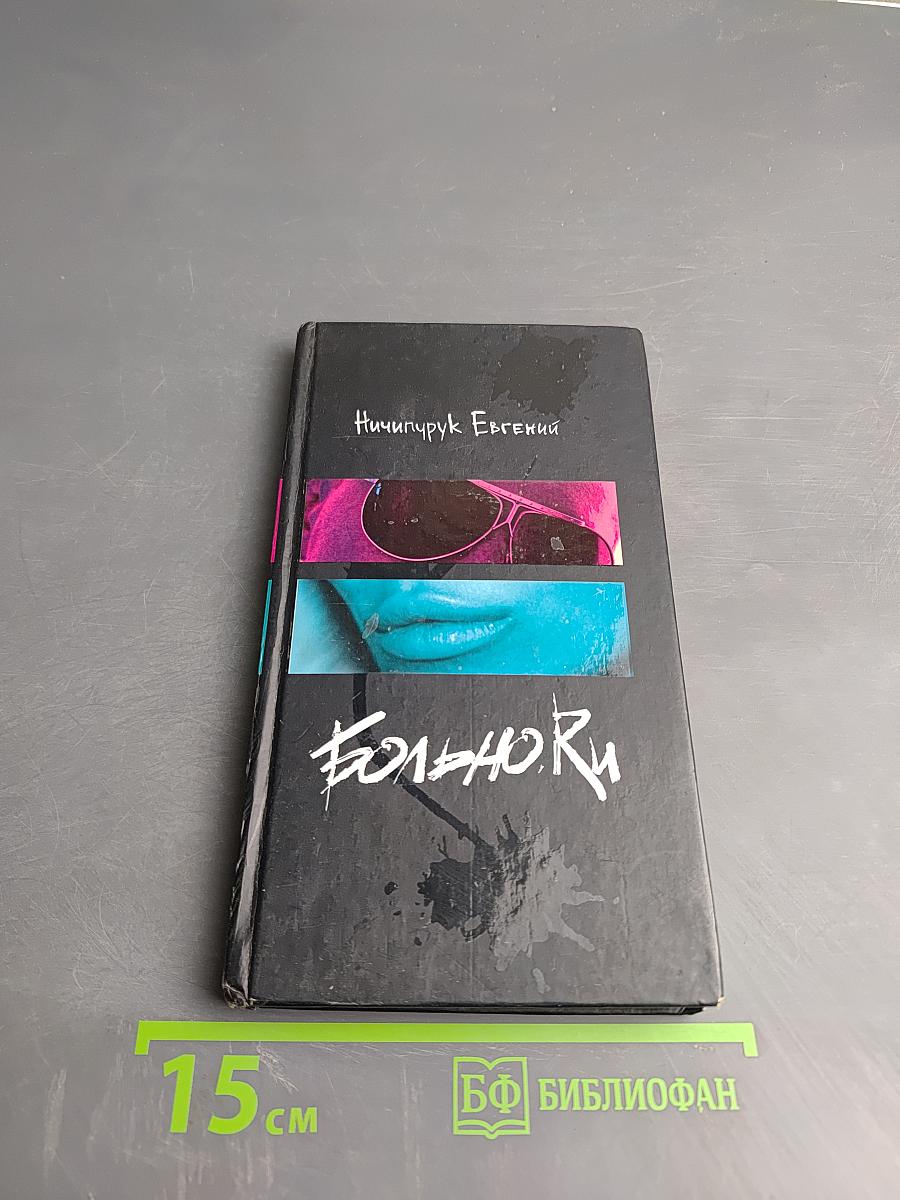 Ничипурук Евгений
Больно.Ru
15 см
БФ БИБЛИОФАН